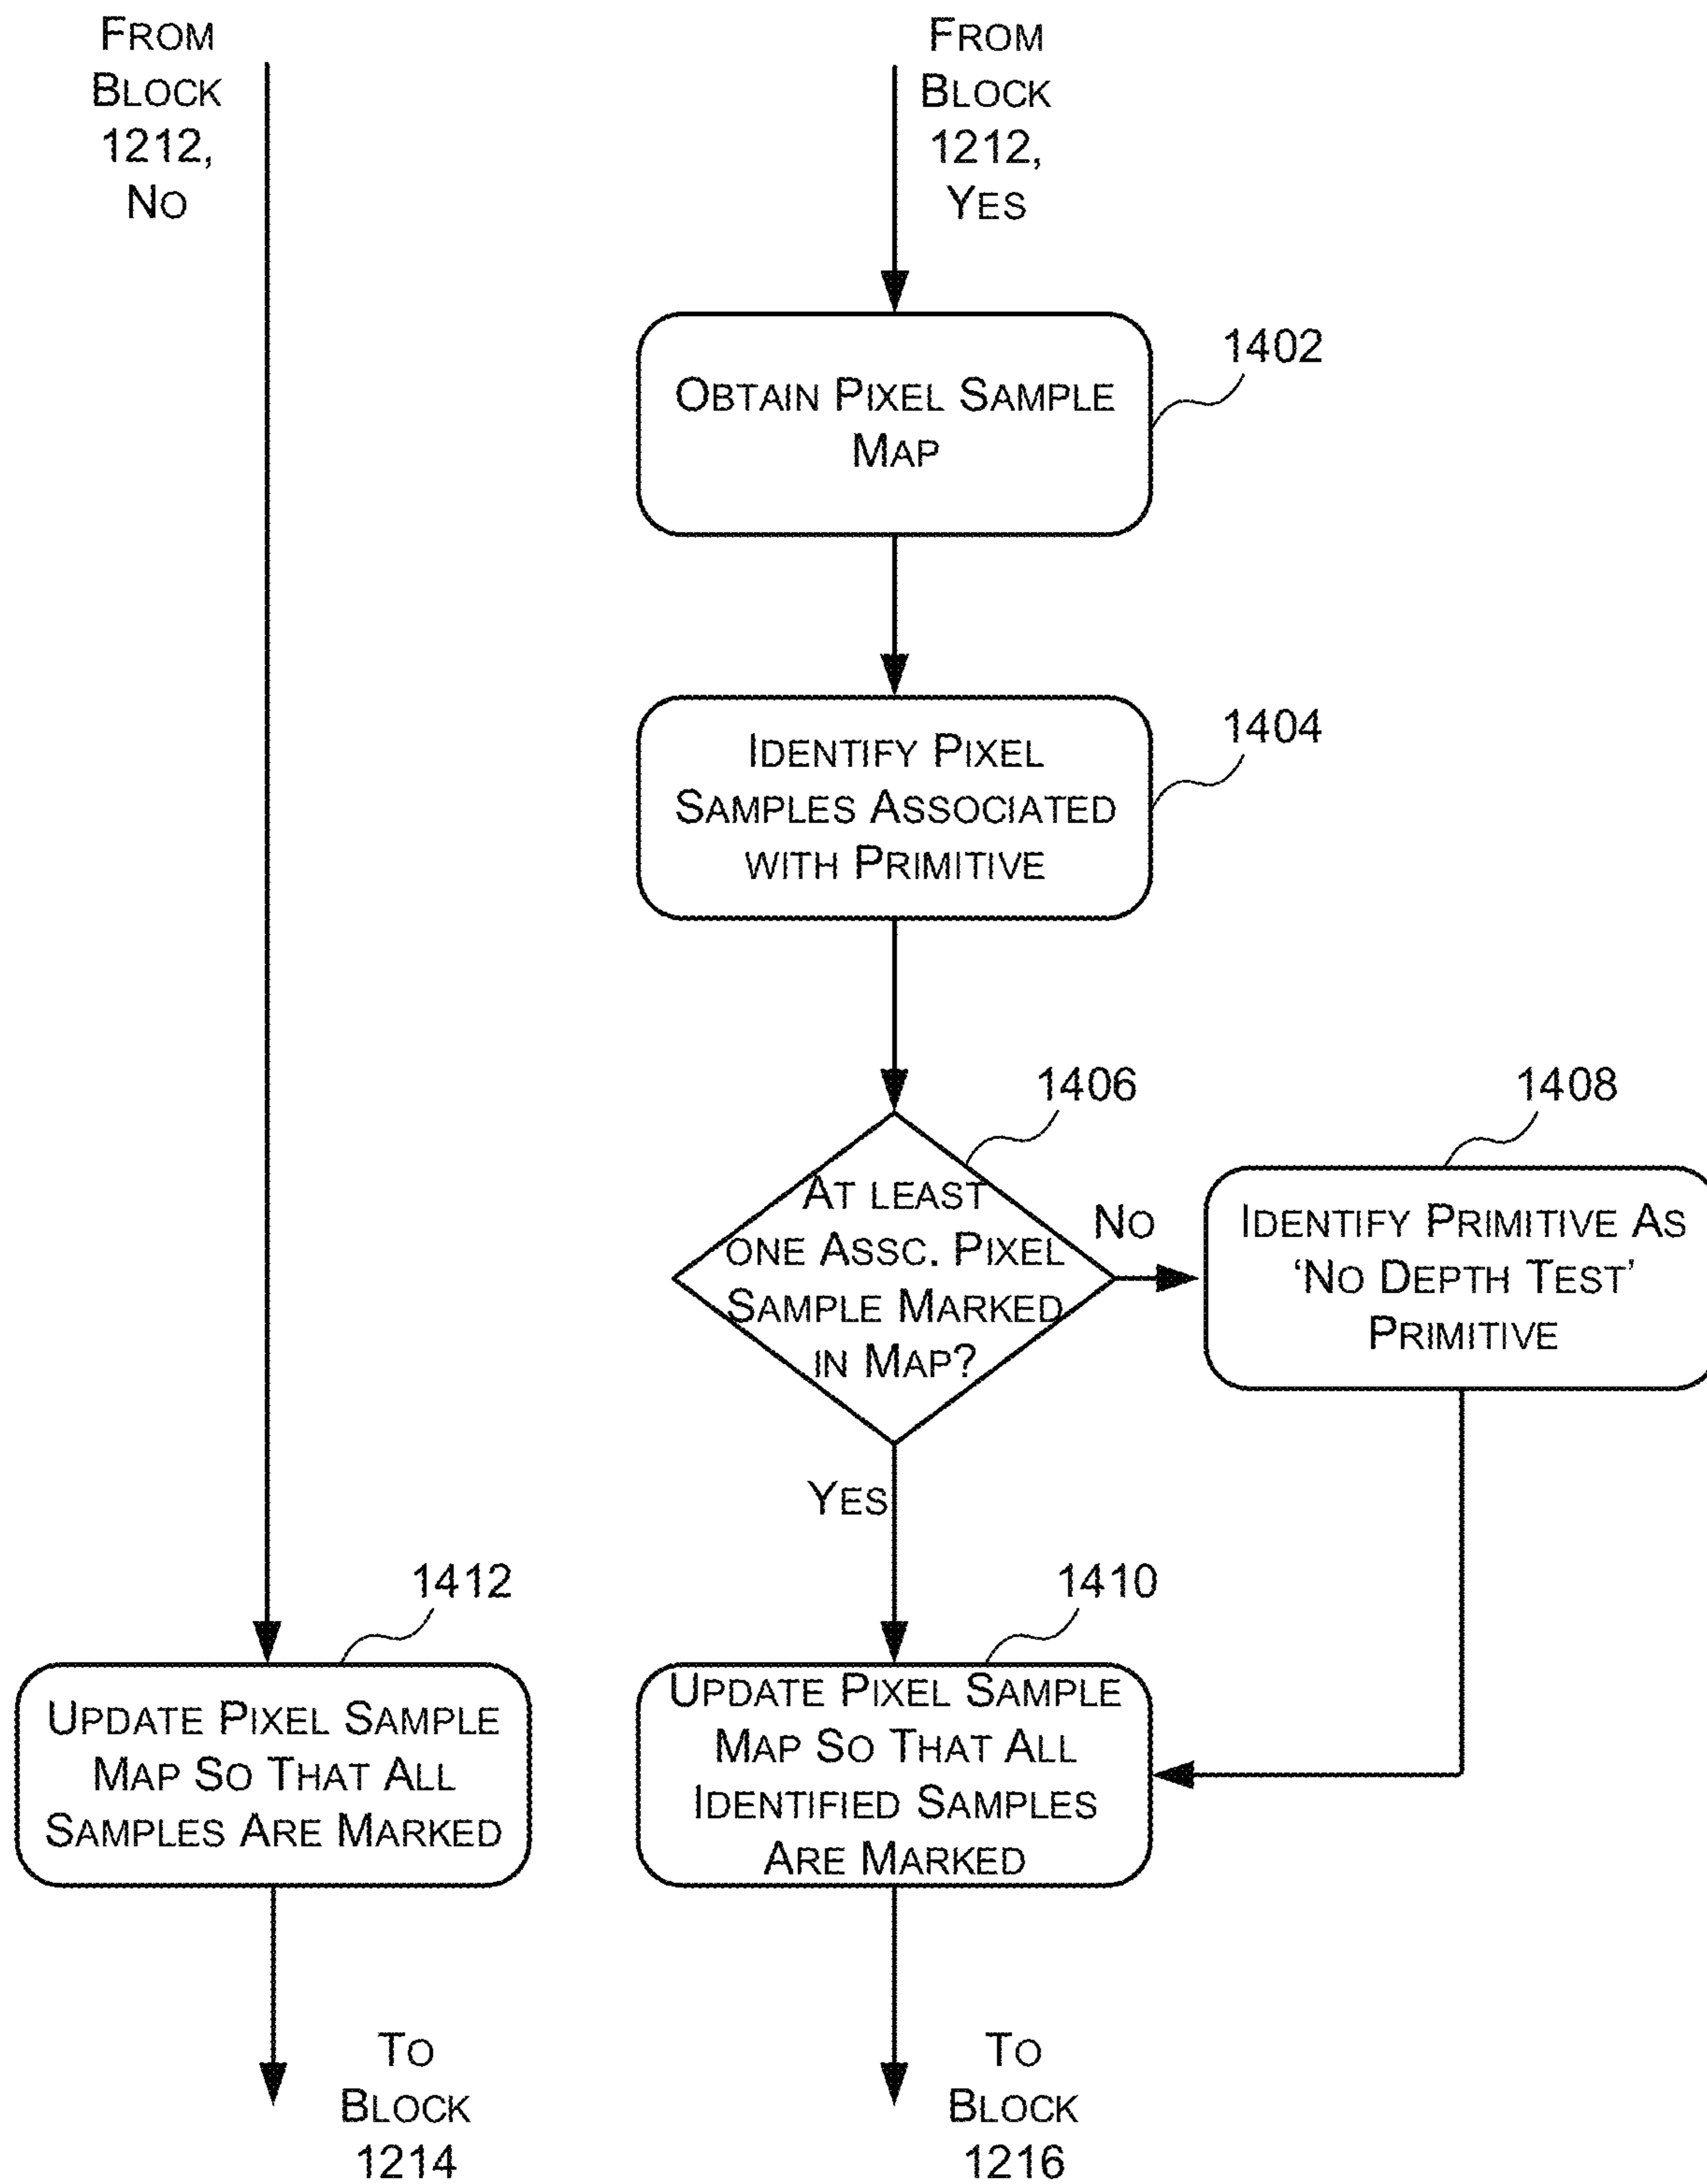 From
Block
1212,
No
From
Block
1212,
Yes
1402
Obtain Pixel Sample
Map
1404
Identify Pixel
Samples Associated
with Primitive
1406
At least
one Assc. Pixel
Sample Marked
in Map?
No
1408
Identify Primitive As
‘No Depth Test’
Primitive
Yes
1412
Update Pixel Sample
Map So That All
Samples Are Marked
1410
Update Pixel Sample
Map So That All
Identified Samples
Are Marked
To
Block
1214
To
Block
1216